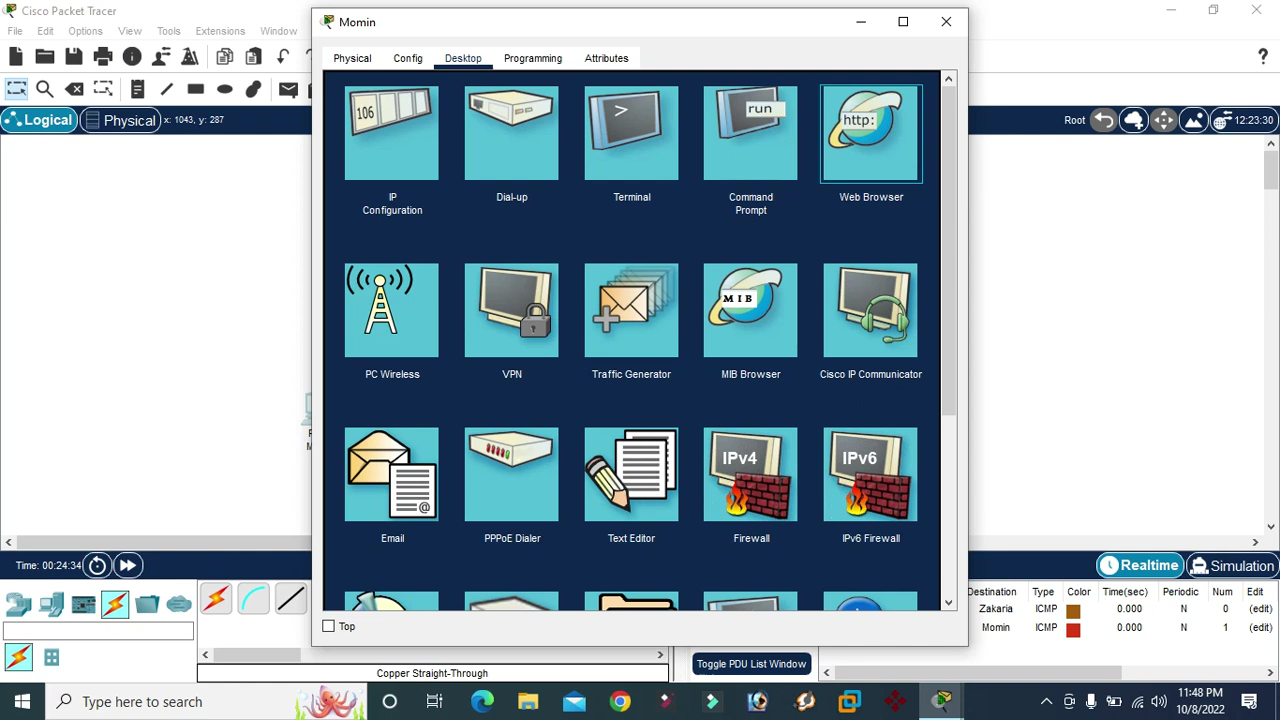 Cisco Packet Tracer
File Edit Options View Tools Extensions Window
Logical
Physical
x: 1043, y: 287
Root
12:23:30
Momin
Physical Config Desktop Programming Attributes
106
>
run
http:
IP
Configuration
Dial-up
Terminal
Command
Prompt
Web Browser
MIB
PC Wireless
VPN
Traffic Generator
MIB Browser
Cisco IP Communicator
@
IPv4
IPv6
Email
PPPoE Dialer
Text Editor
Firewall
IPv6 Firewall
Top
Time: 00:24:34
Realtime
Simulation
Destination Type Color Time(sec) Periodic Num Edit
Zakaria ICMP 0.000 N 0 (edit)
Momin ICMP 0.000 N 1 (edit)
Copper Straight-Through
Toggle PDU List Window
Type here to search
11:48 PM
10/8/2022